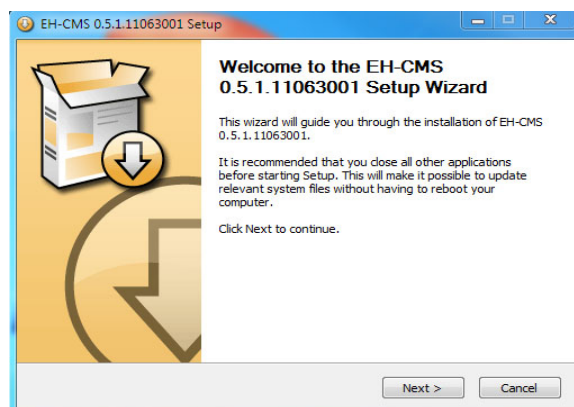 EH-CMS 0.5.1.11063001 Setup
Welcome to the EH-CMS
0.5.1.11063001 Setup Wizard
This wizard will guide you through the installation of EH-CMS
0.5.1.11063001.
It is recommended that you close all other applications
before starting Setup. This will make it possible to update
relevant system files without having to reboot your
computer.
Click Next to continue.
Next >
Cancel